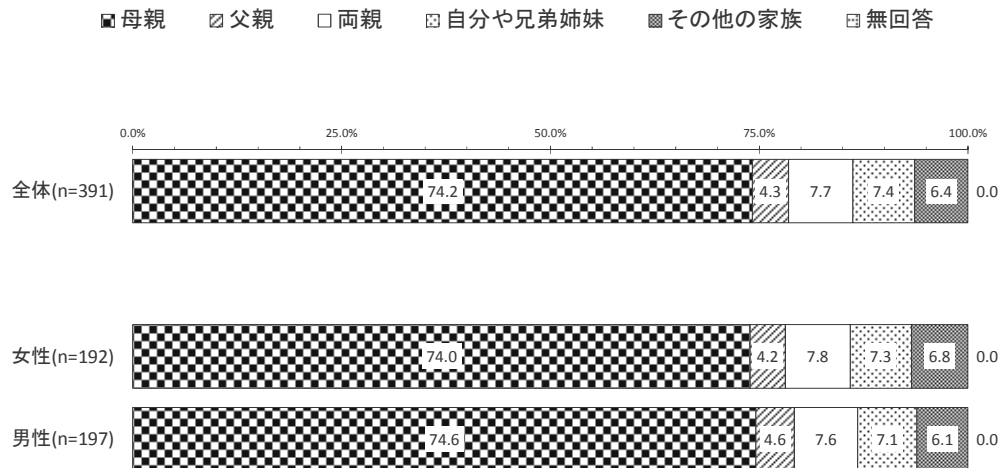 母親 父親 両親 自分や兄弟姉妹 その他の家族 無回答
0.0% 25.0% 50.0% 75.0% 100.0%
全体(n=391) 74.2 4.3 7.7 7.4 6.4 0.0
女性(n=192) 74.0 4.2 7.8 7.3 6.8 0.0
男性(n=197) 74.6 4.6 7.6 7.1 6.1 0.0